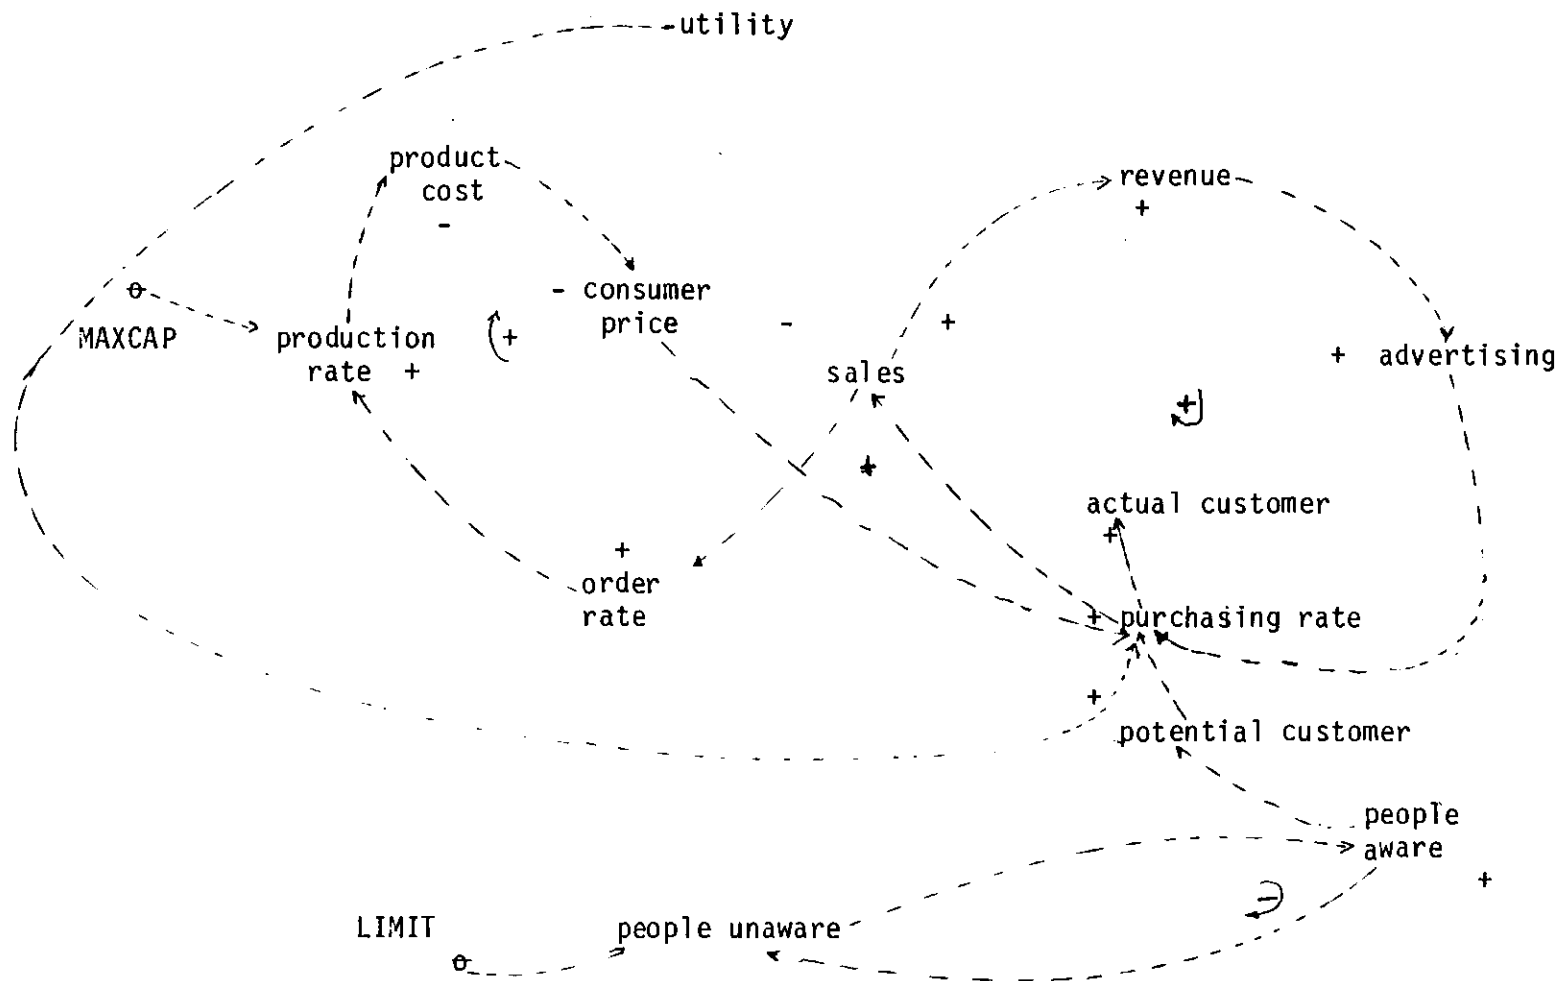 utility
product
cost
-
revenue
+
- consumer
price
-
+
MAXCAP
production
rate +
+
sales
+ advertising
+
+
actual customer
+
+
order
rate
+ purchasing rate
+
potential customer
people
aware
+
-
LIMIT
people unaware